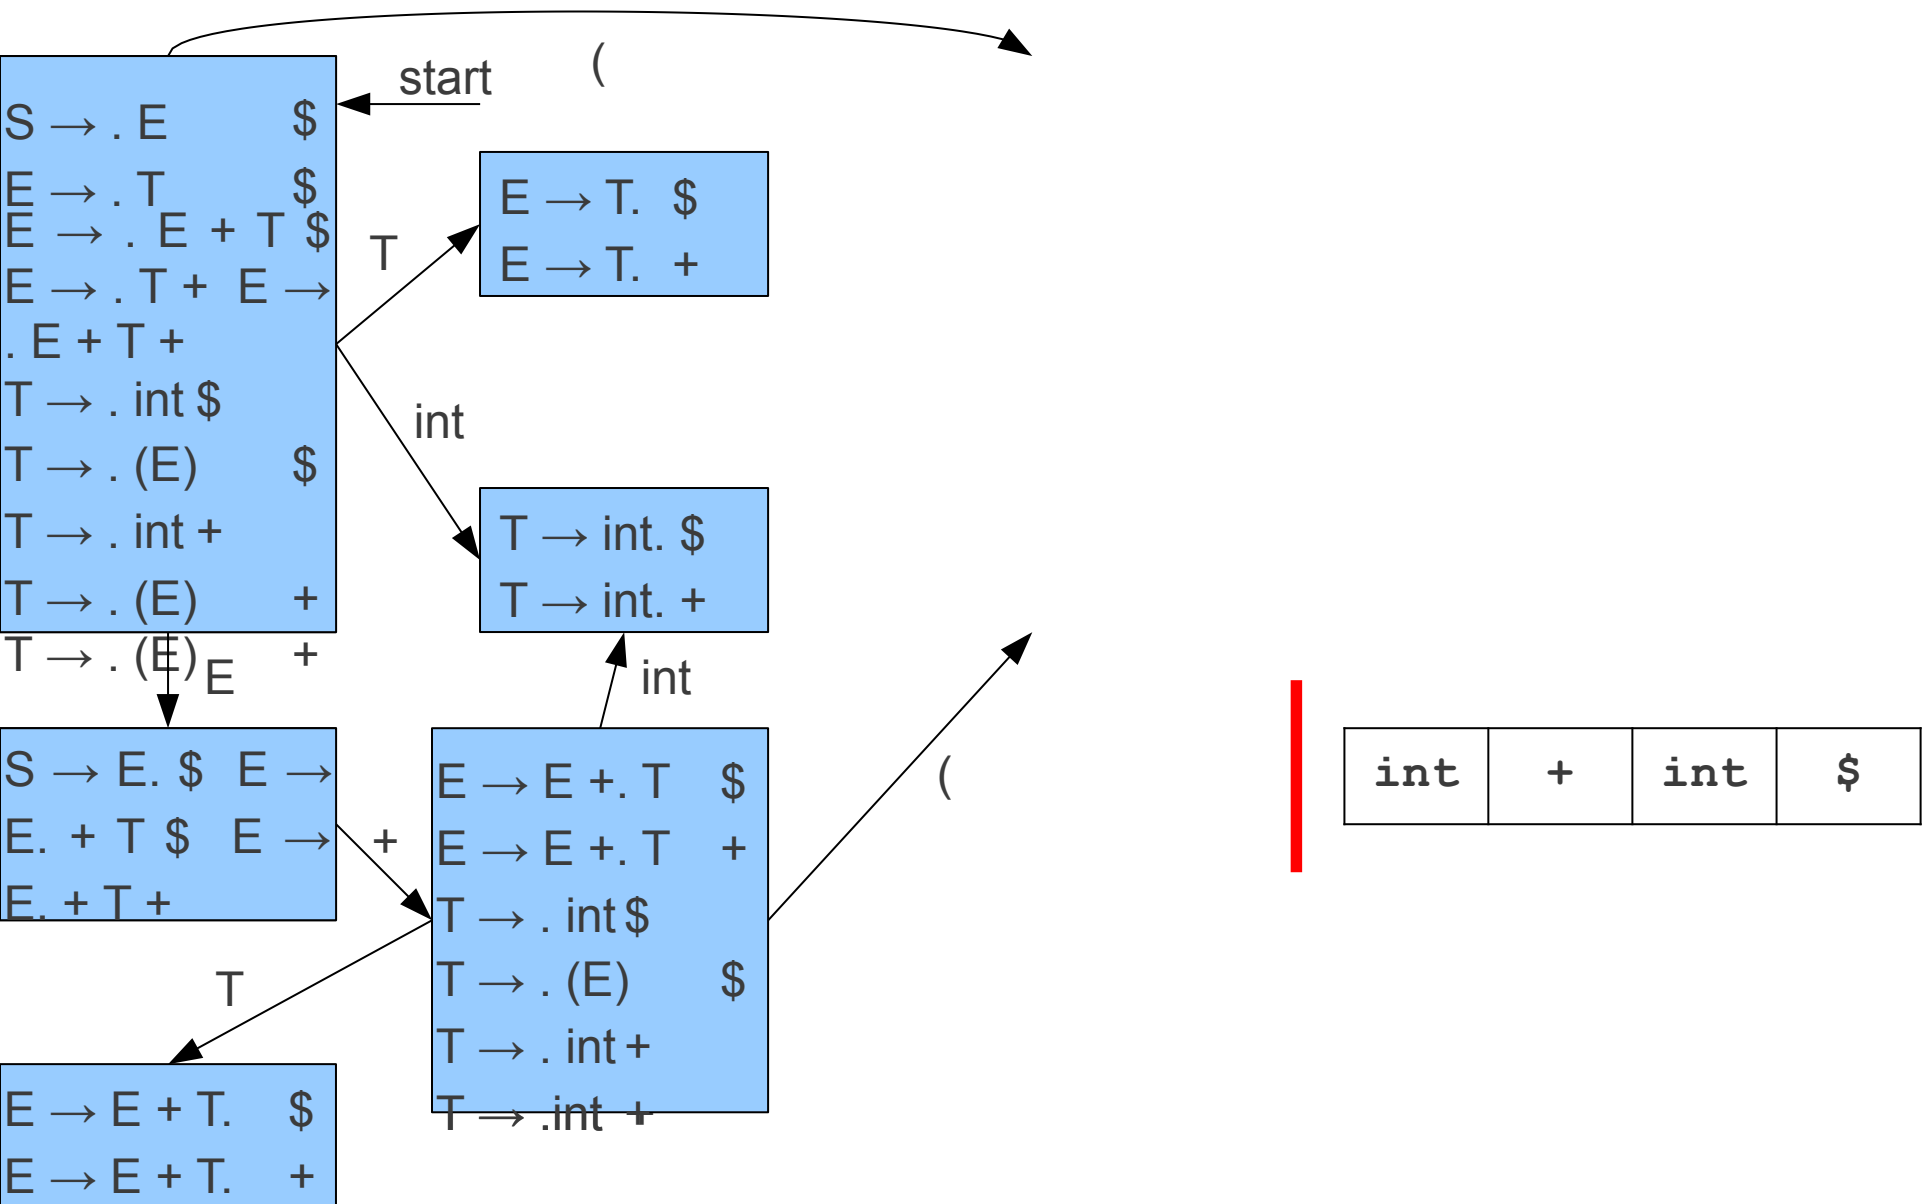 (
start
S → . E $
E → . T $
E → . E + T $
E → . T + E →
. E + T +
T → . int $
T → . (E) $
T → . int +
T → . (E) +
T → . (E) +
T
E → T. $
E → T. +
int
T → int. $
T → int. +
E
int
S → E. $ E →
E. + T $ E →
E. + T +
+
E → E +. T $
E → E +. T +
T → . int $
T → . (E) $
T → . int +
T → .int +
(
int + int $
T
E → E + T. $
E → E + T. +